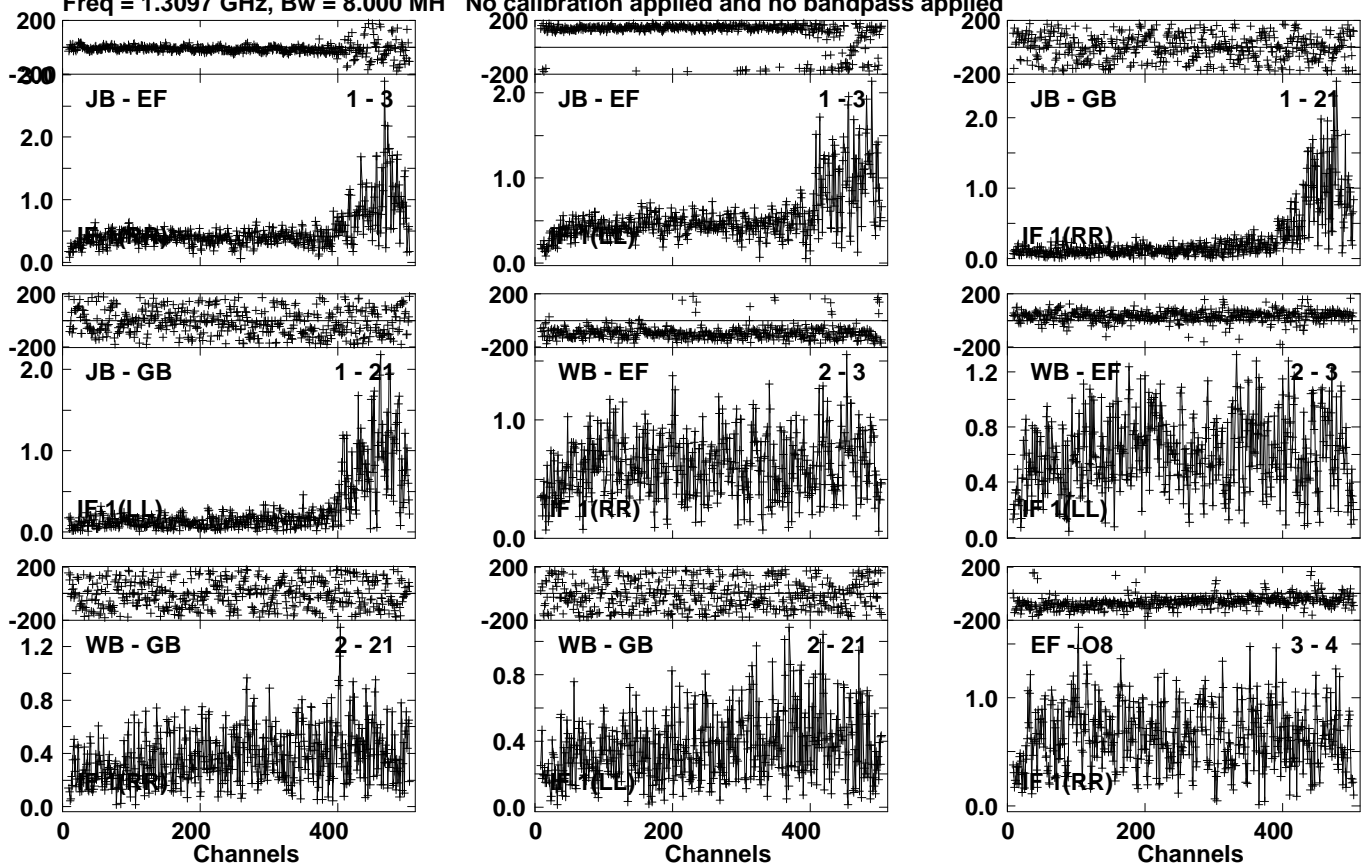 Freq = 1.3097 GHz, Bw = 8.000 MH No calibration applied and no bandpass applied
200
-200
3.0
JB - EF 1 - 3
2.0
1.0
IF 1(RR)
0.0
200
-200
2.0
JB - EF 1 - 3
1.0
IF 1(LL)
0.0
200
-200
JB - GB 1 - 21
2.0
1.0
IF 1(RR)
0.0
200
-200
2.0
JB - GB 1 - 21
1.0
IF 1(LL)
0.0
200
-200
WB - EF 2 - 3
1.0
IF 1(RR)
0.0
200
-200
1.2
WB - EF 2 - 3
0.8
0.4
IF 1(LL)
0.0
200
-200
1.2
WB - GB 2 - 21
0.8
0.4
IF 1(RR)
0.0
0 200 400
Channels
200
-200
WB - GB 2 - 21
0.8
0.4
IF 1(LL)
0.0
0 200 400
Channels
200
-200
EF - O8 3 - 4
1.0
IF 1(RR)
0.0
0 200 400
Channels